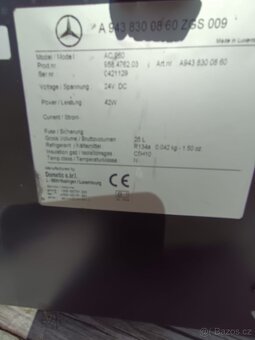 A 943 830 08 60 ZGS 009
Made in Luxembourg
Model / Modell AC 860
Prod.nr 958 4762.03 Art nr A943 830 08 60
Ser nr 0421129
Voltage / Spannung 24V DC
Power / Leistung 42W
Current / Strom
Fuse / Sicherung
Gross volume / Bruttovolumen 25 L
Refrigerant / Kältemittel R134a 0,042 kg - 1.50 oz
Insulation gas / Isolationsgas C5H10
Temp.class / Temperaturklasse N
Dometic s.àr.l.
Luxembourg
CE
bazos.cz